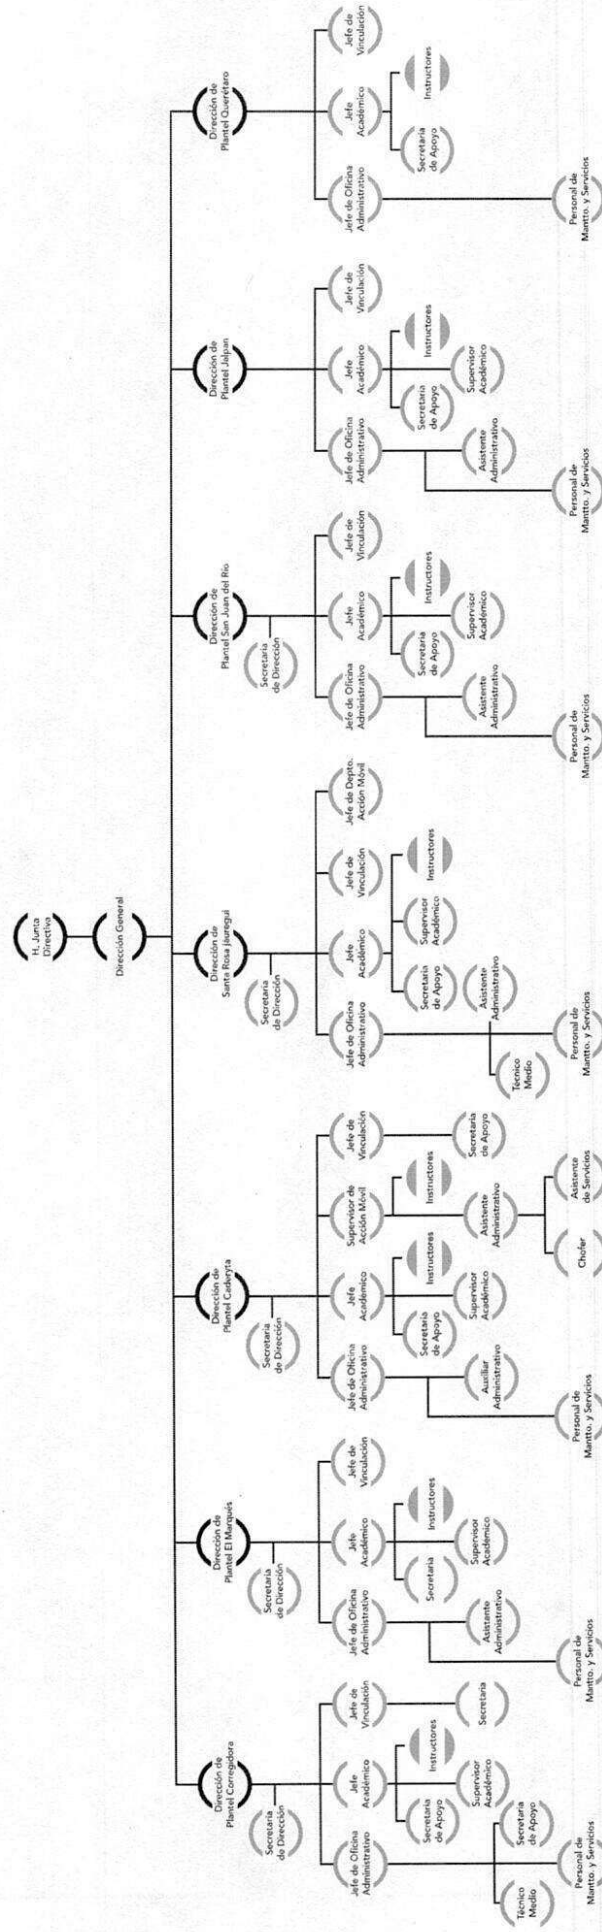 H. Junta
Directiva
Dirección General
Dirección de
Plantel Corregidora
Secretaria
de Dirección
Jefe de Oficina
Administrativo
Jefe
Académico
Jefe de
Vinculación
Secretaria
de Apoyo
Instructores
Supervisor
Académico
Secretaria
Técnico
Medio
Secretaria
de Apoyo
Personal de
Mantto. y Servicios
Dirección de
Plantel El Marqués
Secretaria
de Dirección
Jefe de Oficina
Administrativo
Jefe
Académico
Jefe de
Vinculación
Secretaria
Instructores
Supervisor
Académico
Asistante
Administrativo
Personal de
Mantto. y Servicios
Dirección de
Plantel Caderyta
Secretaria
de Dirección
Jefe de Oficina
Administrativo
Jefe
Académico
Supervisor de
Acción Móvil
Jefe de
Vinculación
Secretaria
de Apoyo
Instructores
Instructores
Auxiliar
Administrativo
Supervisor
Académico
Asistente
Administrativo
Secretaria
de Apoyo
Personal de
Mantto. y Servicios
Chofer
Asistente
de Servicios
Dirección de
Santa Rosa Jáuregui
Secretaria
de Dirección
Jefe de Oficina
Administrativo
Jefe
Académico
Jefe de
Vinculación
Jefe de Depto.
Acción Móvil
Secretaria
de Apoyo
Supervisor
Académico
Instructores
Técnico
Medio
Asistente
Administrativo
Personal de
Mantto. y Servicios
Dirección de
Plantel San Juan del Río
Secretaria
de Dirección
Jefe de Oficina
Administrativo
Jefe
Académico
Jefe de
Vinculación
Secretaria
de Apoyo
Instructores
Asistente
Administrativo
Supervisor
Académico
Personal de
Mantto. y Servicios
Dirección de
Plantel Jalpan
Jefe de Oficina
Administrativo
Jefe
Académico
Jefe de
Vinculación
Secretaria
de Apoyo
Instructores
Asistente
Administrativo
Supervisor
Académico
Personal de
Mantto. y Servicios
Dirección de
Plantel Querétaro
Jefe de Oficina
Administrativo
Jefe
Académico
Jefe de
Vinculación
Secretaria
de Apoyo
Instructores
Personal de
Mantto. y Servicios